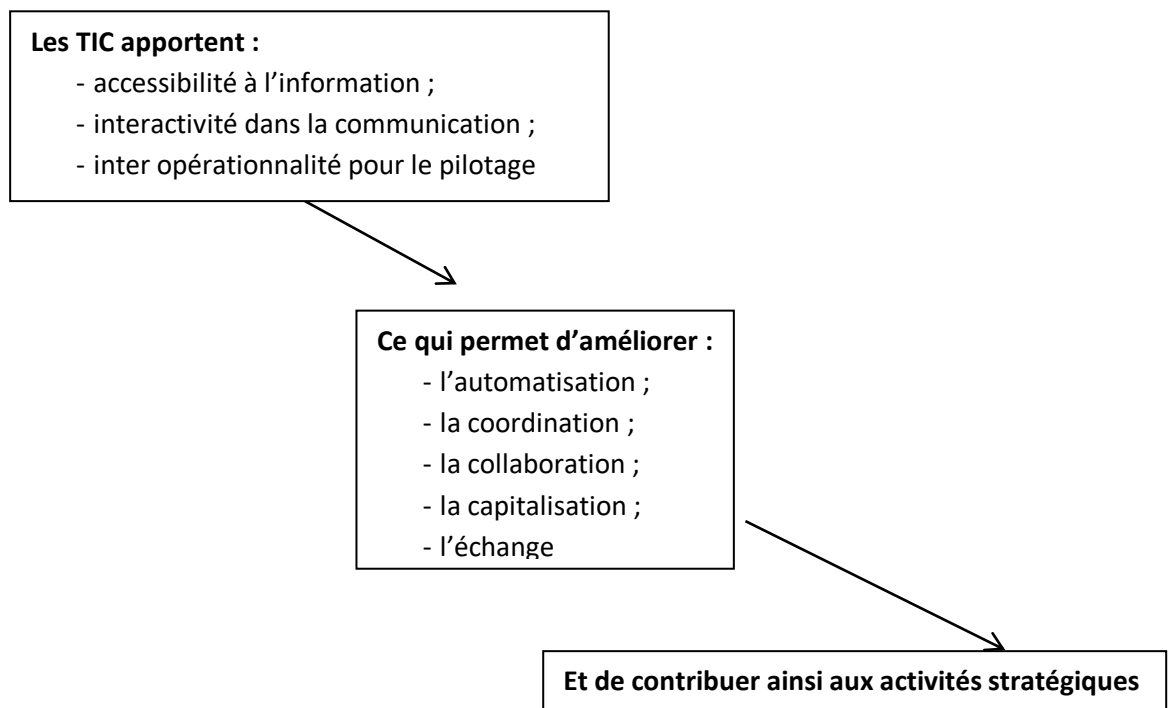 Les TIC apportent :
- accessibilité à l’information ;
- interactivité dans la communication ;
- inter opérationnalité pour le pilotage
Ce qui permet d’améliorer :
- l’automatisation ;
- la coordination ;
- la collaboration ;
- la capitalisation ;
- l’échange
Et de contribuer ainsi aux activités stratégiques